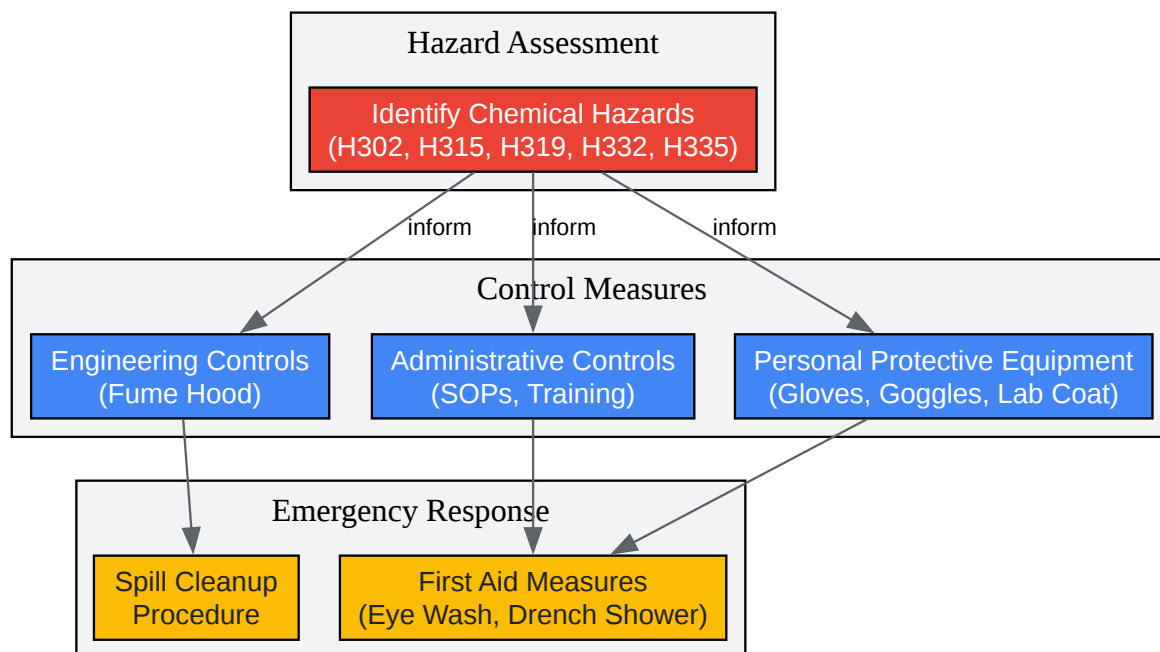 Hazard Assessment
Identify Chemical Hazards
(H302, H315, H319, H332, H335)
inform
inform
inform
Control Measures
Engineering Controls
(Fume Hood)
Administrative Controls
(SOPs, Training)
Personal Protective Equipment
(Gloves, Goggles, Lab Coat)
Emergency Response
Spill Cleanup
Procedure
First Aid Measures
(Eye Wash, Drench Shower)